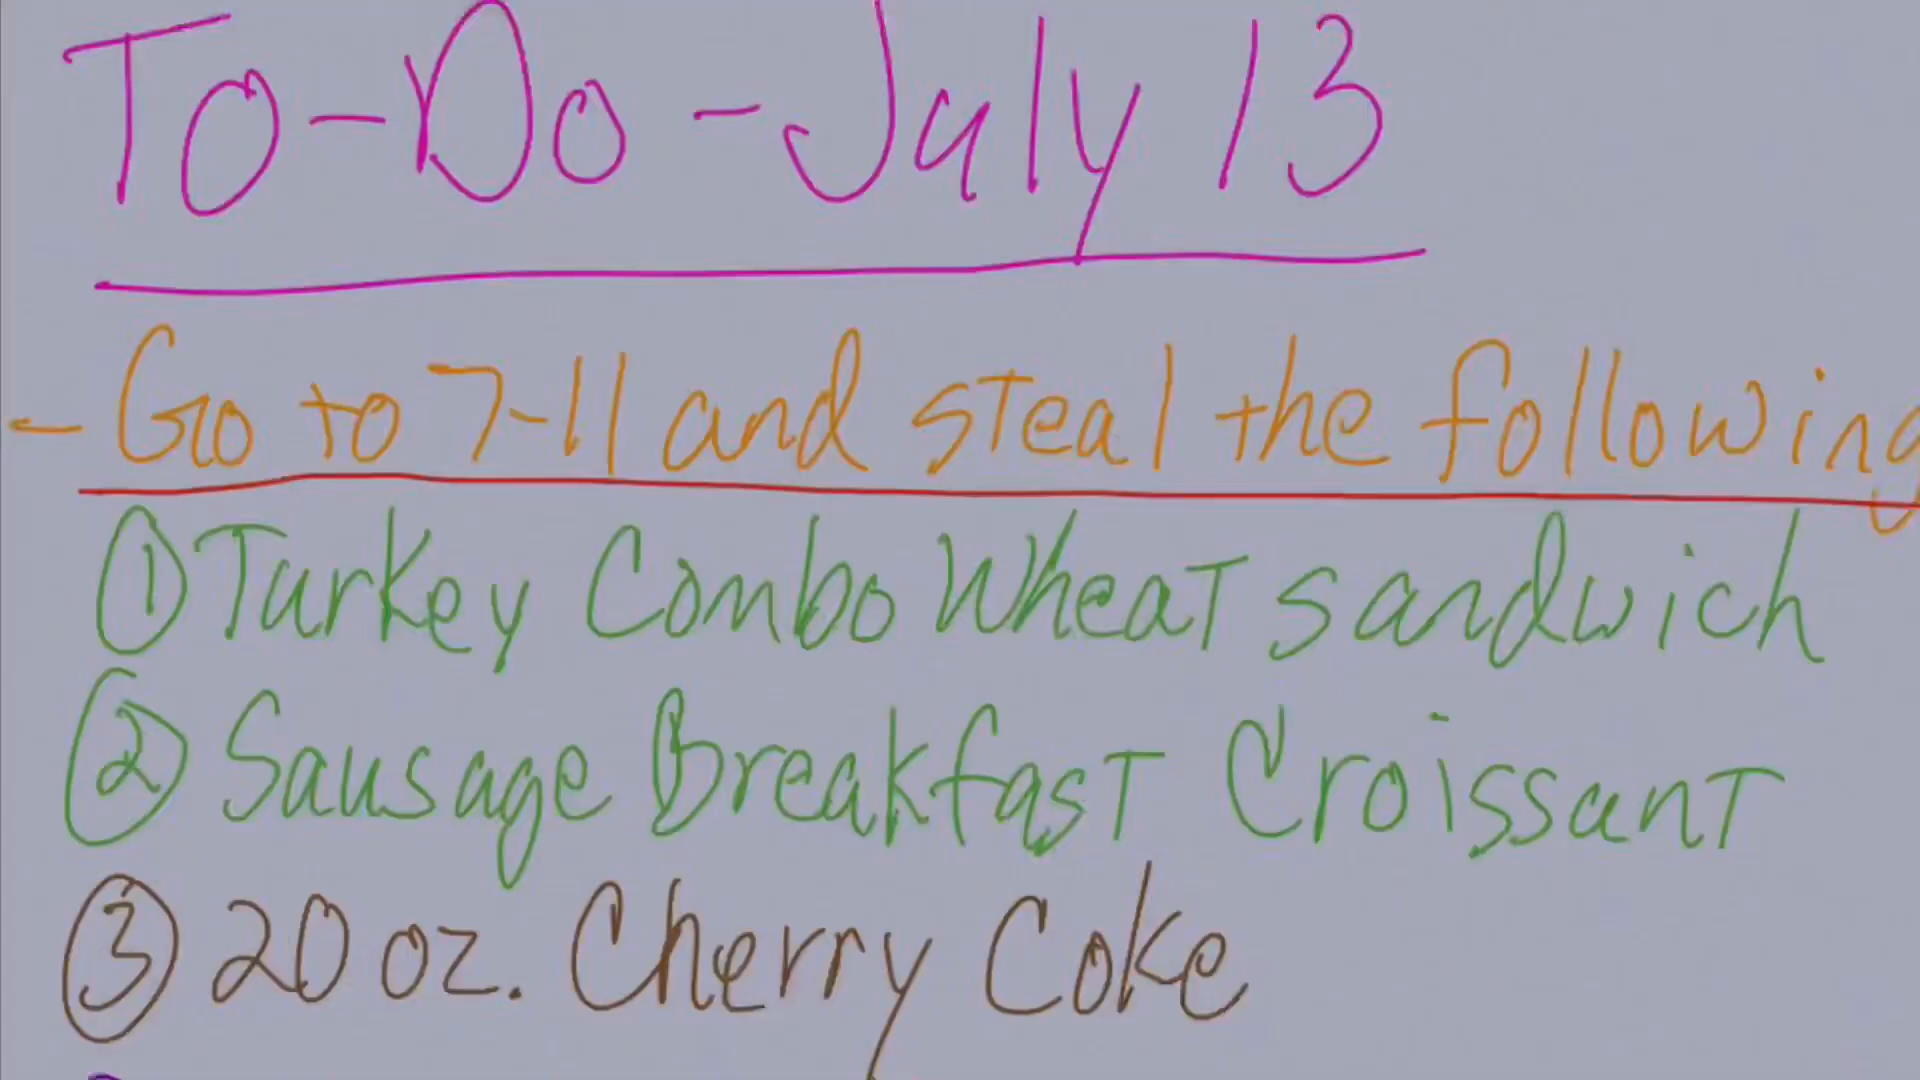 To-Do-July 13
- Go to 7-11 and steal the following
① Turkey Combo Wheat sandwich
② Sausage Breakfast Croissant
③ 20 oz. Cherry Coke